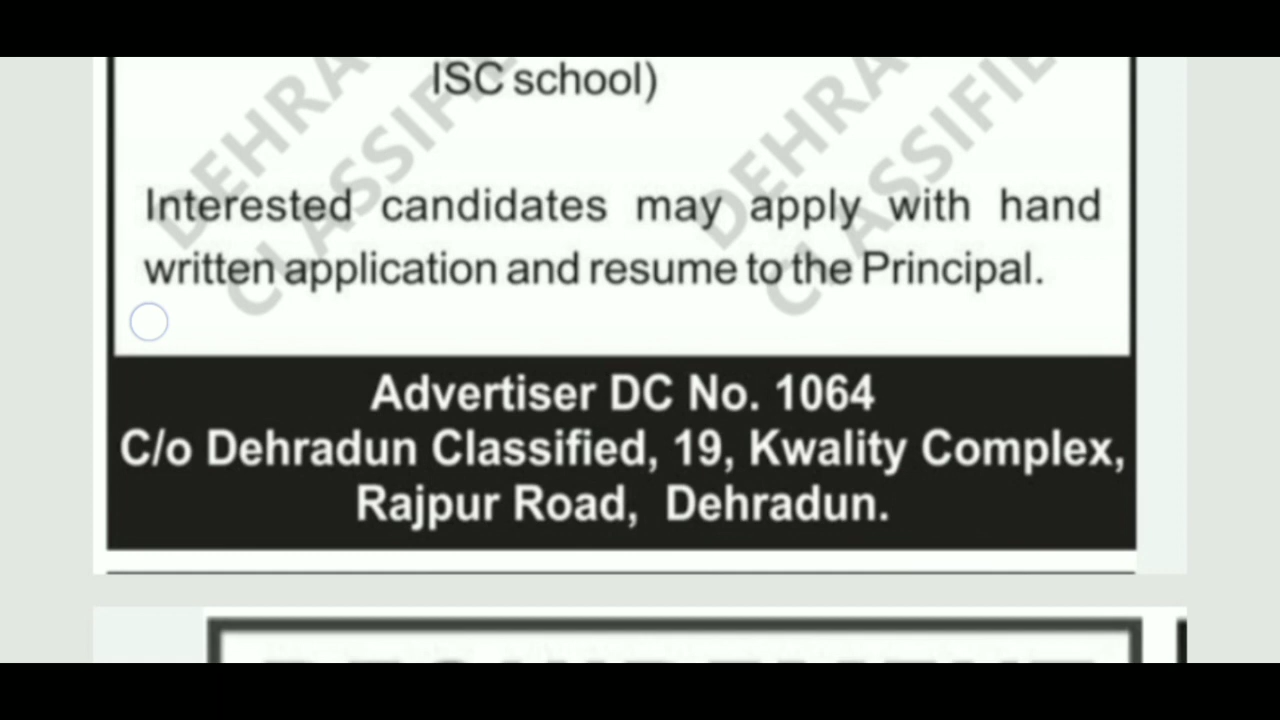 ISC school)
Interested candidates may apply with hand
written application and resume to the Principal.
Advertiser DC No. 1064
C/o Dehradun Classified, 19, Kwality Complex,
Rajpur Road, Dehradun.